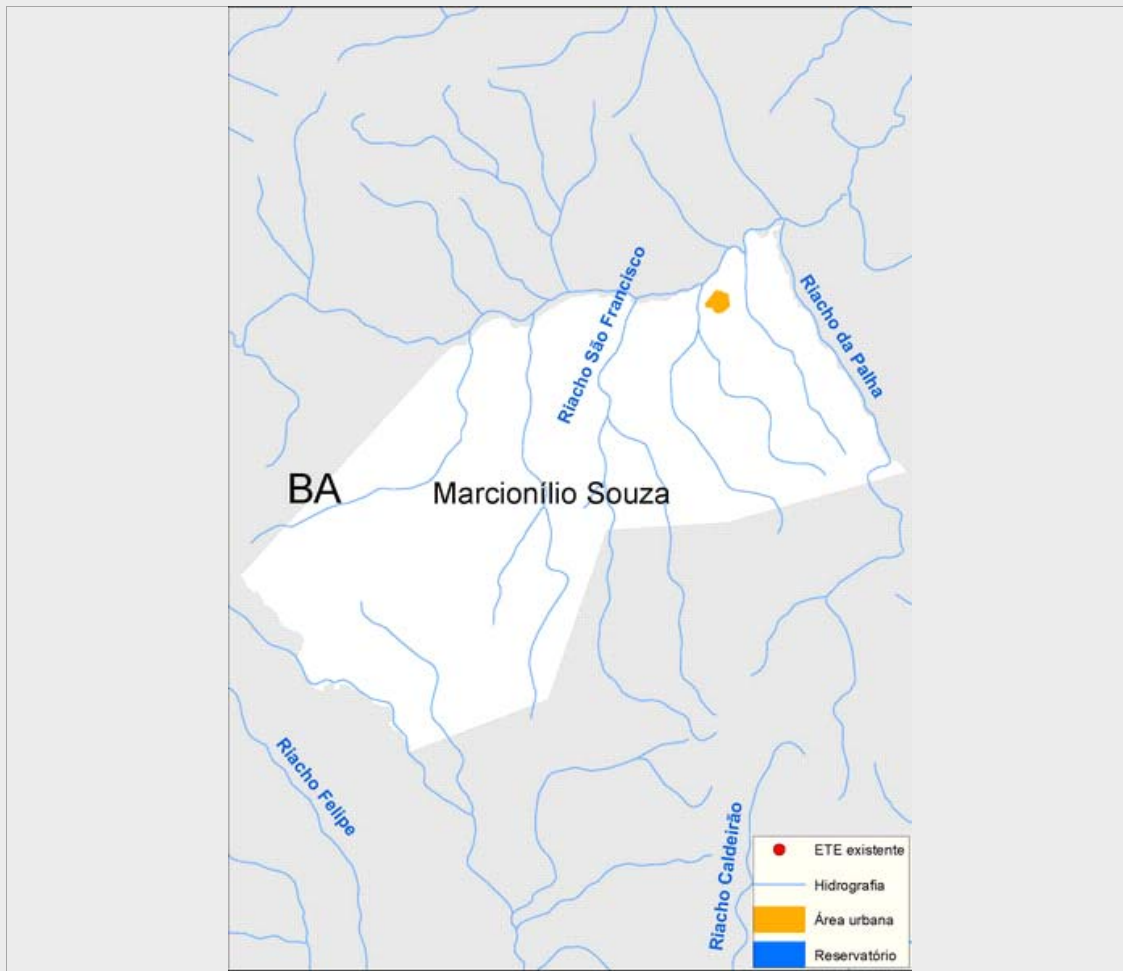 Riacho São Francisco
Riacho da Palha
BA
Marcionílio Souza
Riacho Felipe
Riacho Caldeirão
ETE existente
Hidrografia
Área urbana
Reservatório